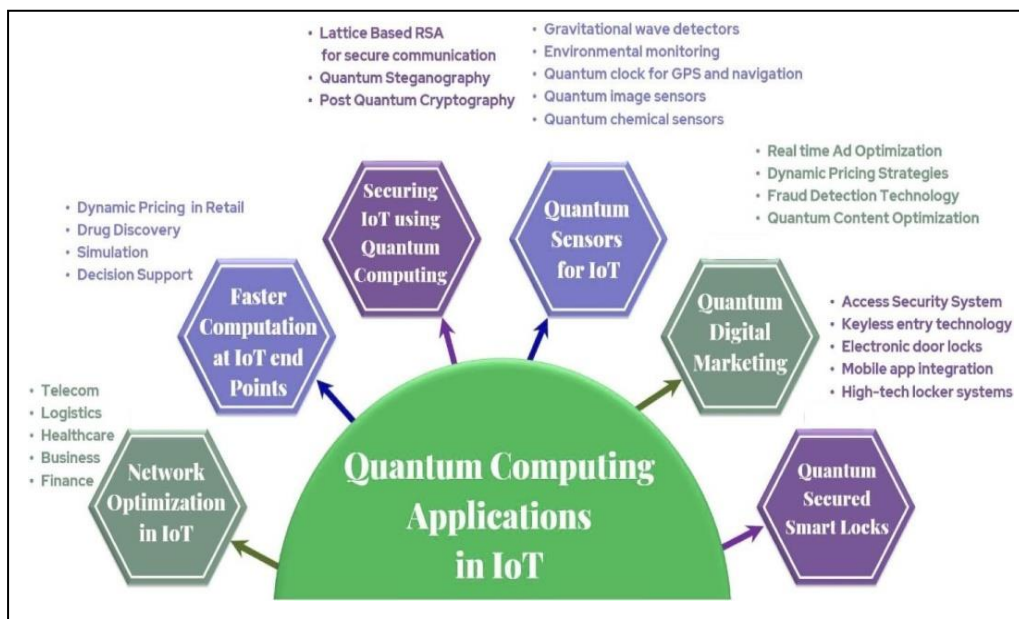 • Lattice Based RSA
for secure communication
• Quantum Steganography
• Post Quantum Cryptography
• Gravitational wave detectors
• Environmental monitoring
• Quantum clock for GPS and navigation
• Quantum image sensors
• Quantum chemical sensors
• Real time Ad Optimization
• Dynamic Pricing Strategies
• Fraud Detection Technology
• Quantum Content Optimization
• Dynamic Pricing in Retail
• Drug Discovery
• Simulation
• Decision Support
Securing
IoT using
Quantum
Computing
Quantum
Sensors
for IoT
Faster
Computation
at IoT end
Points
Quantum
Digital
Marketing
• Access Security System
• Keyless entry technology
• Electronic door locks
• Mobile app integration
• High-tech locker systems
• Telecom
• Logistics
• Healthcare
• Business
• Finance
Network
Optimization
in IoT
Quantum Computing
Applications
in IoT
Quantum
Secured
Smart Locks